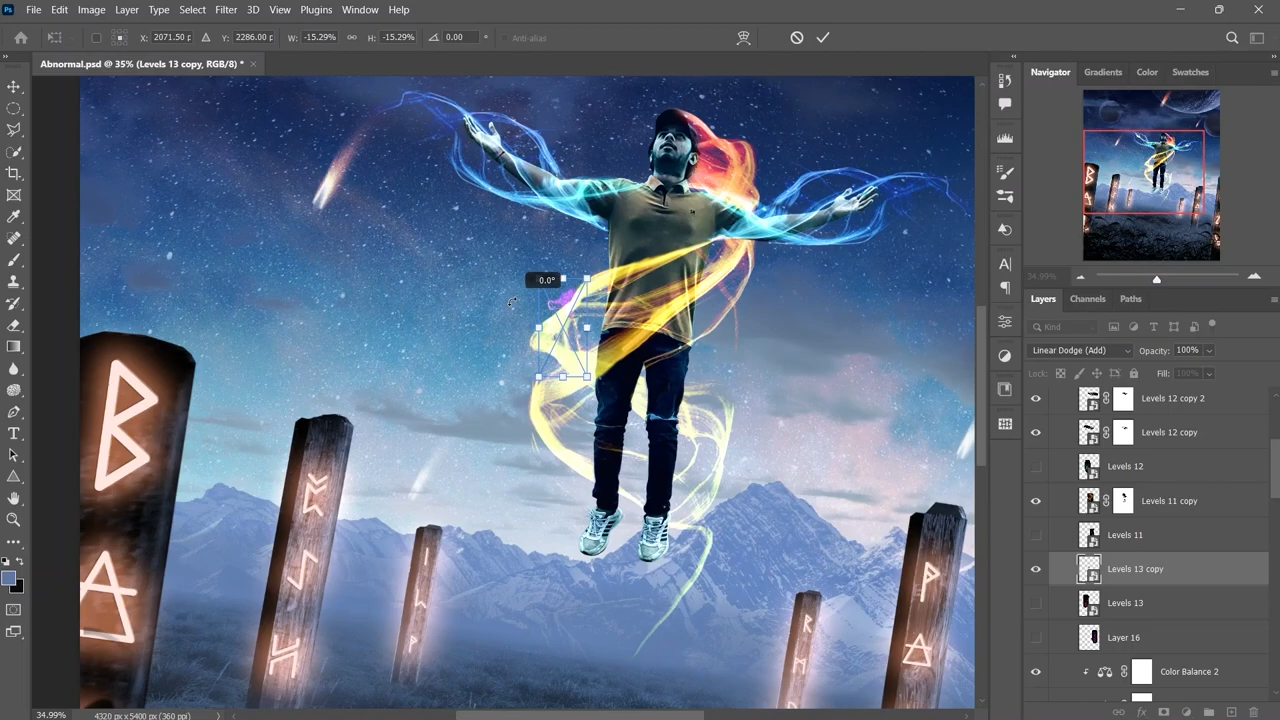 Ps File Edit Image Layer Type Select Filter 3D View Plugins Window Help
X: 2071.50 p Y: 2286.00 p W: -15.29% H: -15.29% 0.00 ° Anti-alias
Abnormal.psd @ 35% (Levels 13 copy, RGB/8) *
Navigator Gradients Color Swatches
34.99%
Layers Channels Paths
Kind
Linear Dodge (Add) Opacity: 100%
Lock: Fill: 100%
Levels 12 copy 2
Levels 12 copy
Levels 12
Levels 11 copy
Levels 11
Levels 13 copy
Levels 13
Layer 16
Color Balance 2
0.0°
34.99% 4320 px x 5400 px (360 ppi)